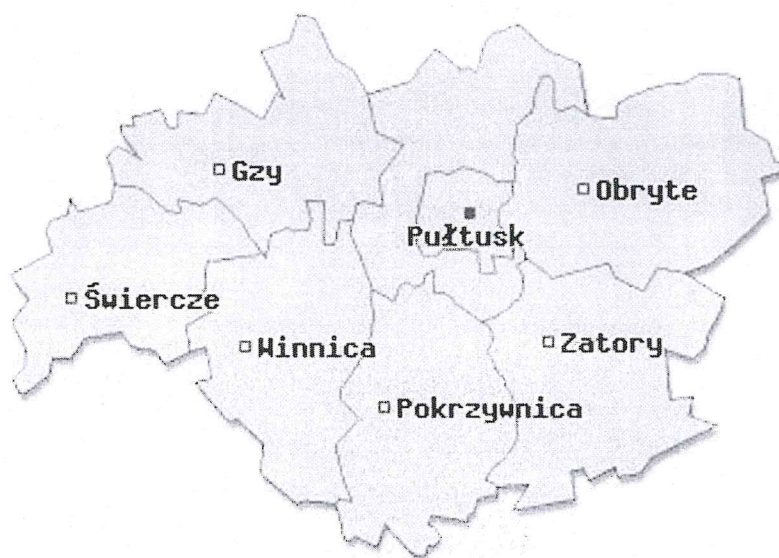 Gzy
Obryte
Pułtusk
Świercze
Winnica
Zatory
Pokrzywnica